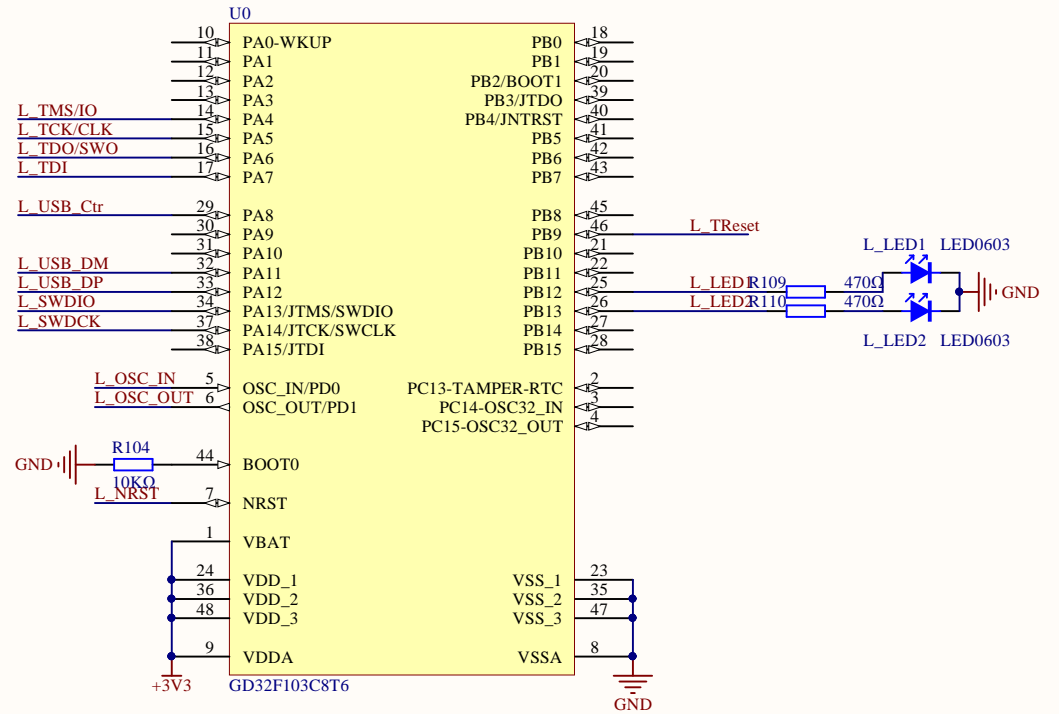 U0
10 PA0-WKUP PB0 18
11 PA1 PB1 19
12 PA2 PB2/BOOT1 20
13 PA3 PB3/JTDO 39
L_TMS/IO 14 PA4 PB4/JNTRST 40
L_TCK/CLK 15 PA5 PB5 41
L_TDO/SWO 16 PA6 PB6 42
L_TDI 17 PA7 PB7 43
L_USB_Ctr 29 PA8 PB8 45
30 PA9 PB9 46 L_TReset
31 PA10 PB10 21 L_LED1 LED0603
L_USB_DM 32 PA11 PB11 22
L_USB_DP 33 PA12 PB12 25 L_LED1 R109 470Ω GND
L_SWDIO 34 PA13/JTMS/SWDIO PB13 26 L_LED2 R110 470Ω
L_SWDCK 37 PA14/JTCK/SWCLK PB14 27
38 PA15/JTDI PB15 28 L_LED2 LED0603
L_OSC_IN 5 OSC_IN/PD0 PC13-TAMPER-RTC 2
L_OSC_OUT 6 OSC_OUT/PD1 PC14-OSC32_IN 3
PC15-OSC32_OUT 4
R104
GND 44 BOOT0
10KΩ
L_NRST 7 NRST
1 VBAT
24 VDD_1 VSS_1 23
36 VDD_2 VSS_2 35
48 VDD_3 VSS_3 47
9 VDDA VSSA 8
+3V3 GD32F103C8T6
GND